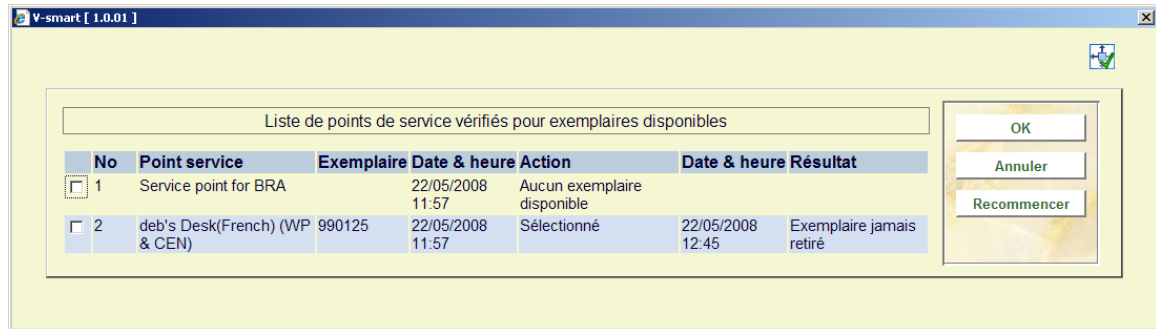 V-smart [ 1.0.01 ]
Liste de points de service vérifiés pour exemplaires disponibles
No Point service Exemplaire Date & heure Action Date & heure Résultat
1 Service point for BRA 22/05/2008 Aucun exemplaire
11:57 disponible
2 deb's Desk(French) (WP 990125 22/05/2008 Sélectionné 22/05/2008 Exemplaire jamais
& CEN) 11:57 12:45 retiré
OK
Annuler
Recommencer